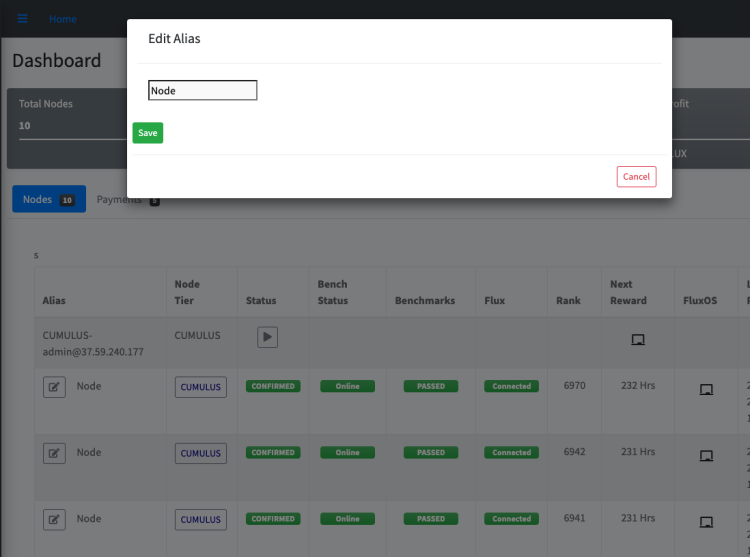 Home
Edit Alias
Dashboard
Node
Total Nodes
rofit
10
Save
UX
Cancel
Nodes 10 Payments
s
Alias Node Tier Status Bench Status Benchmarks Flux Rank Next Reward FluxOS
CUMULUS-admin@37.59.240.177 CUMULUS
Node CUMULUS CONFIRMED Online PASSED Connected 6970 232 Hrs
Node CUMULUS CONFIRMED Online PASSED Connected 6942 231 Hrs
Node CUMULUS CONFIRMED Online PASSED Connected 6941 231 Hrs